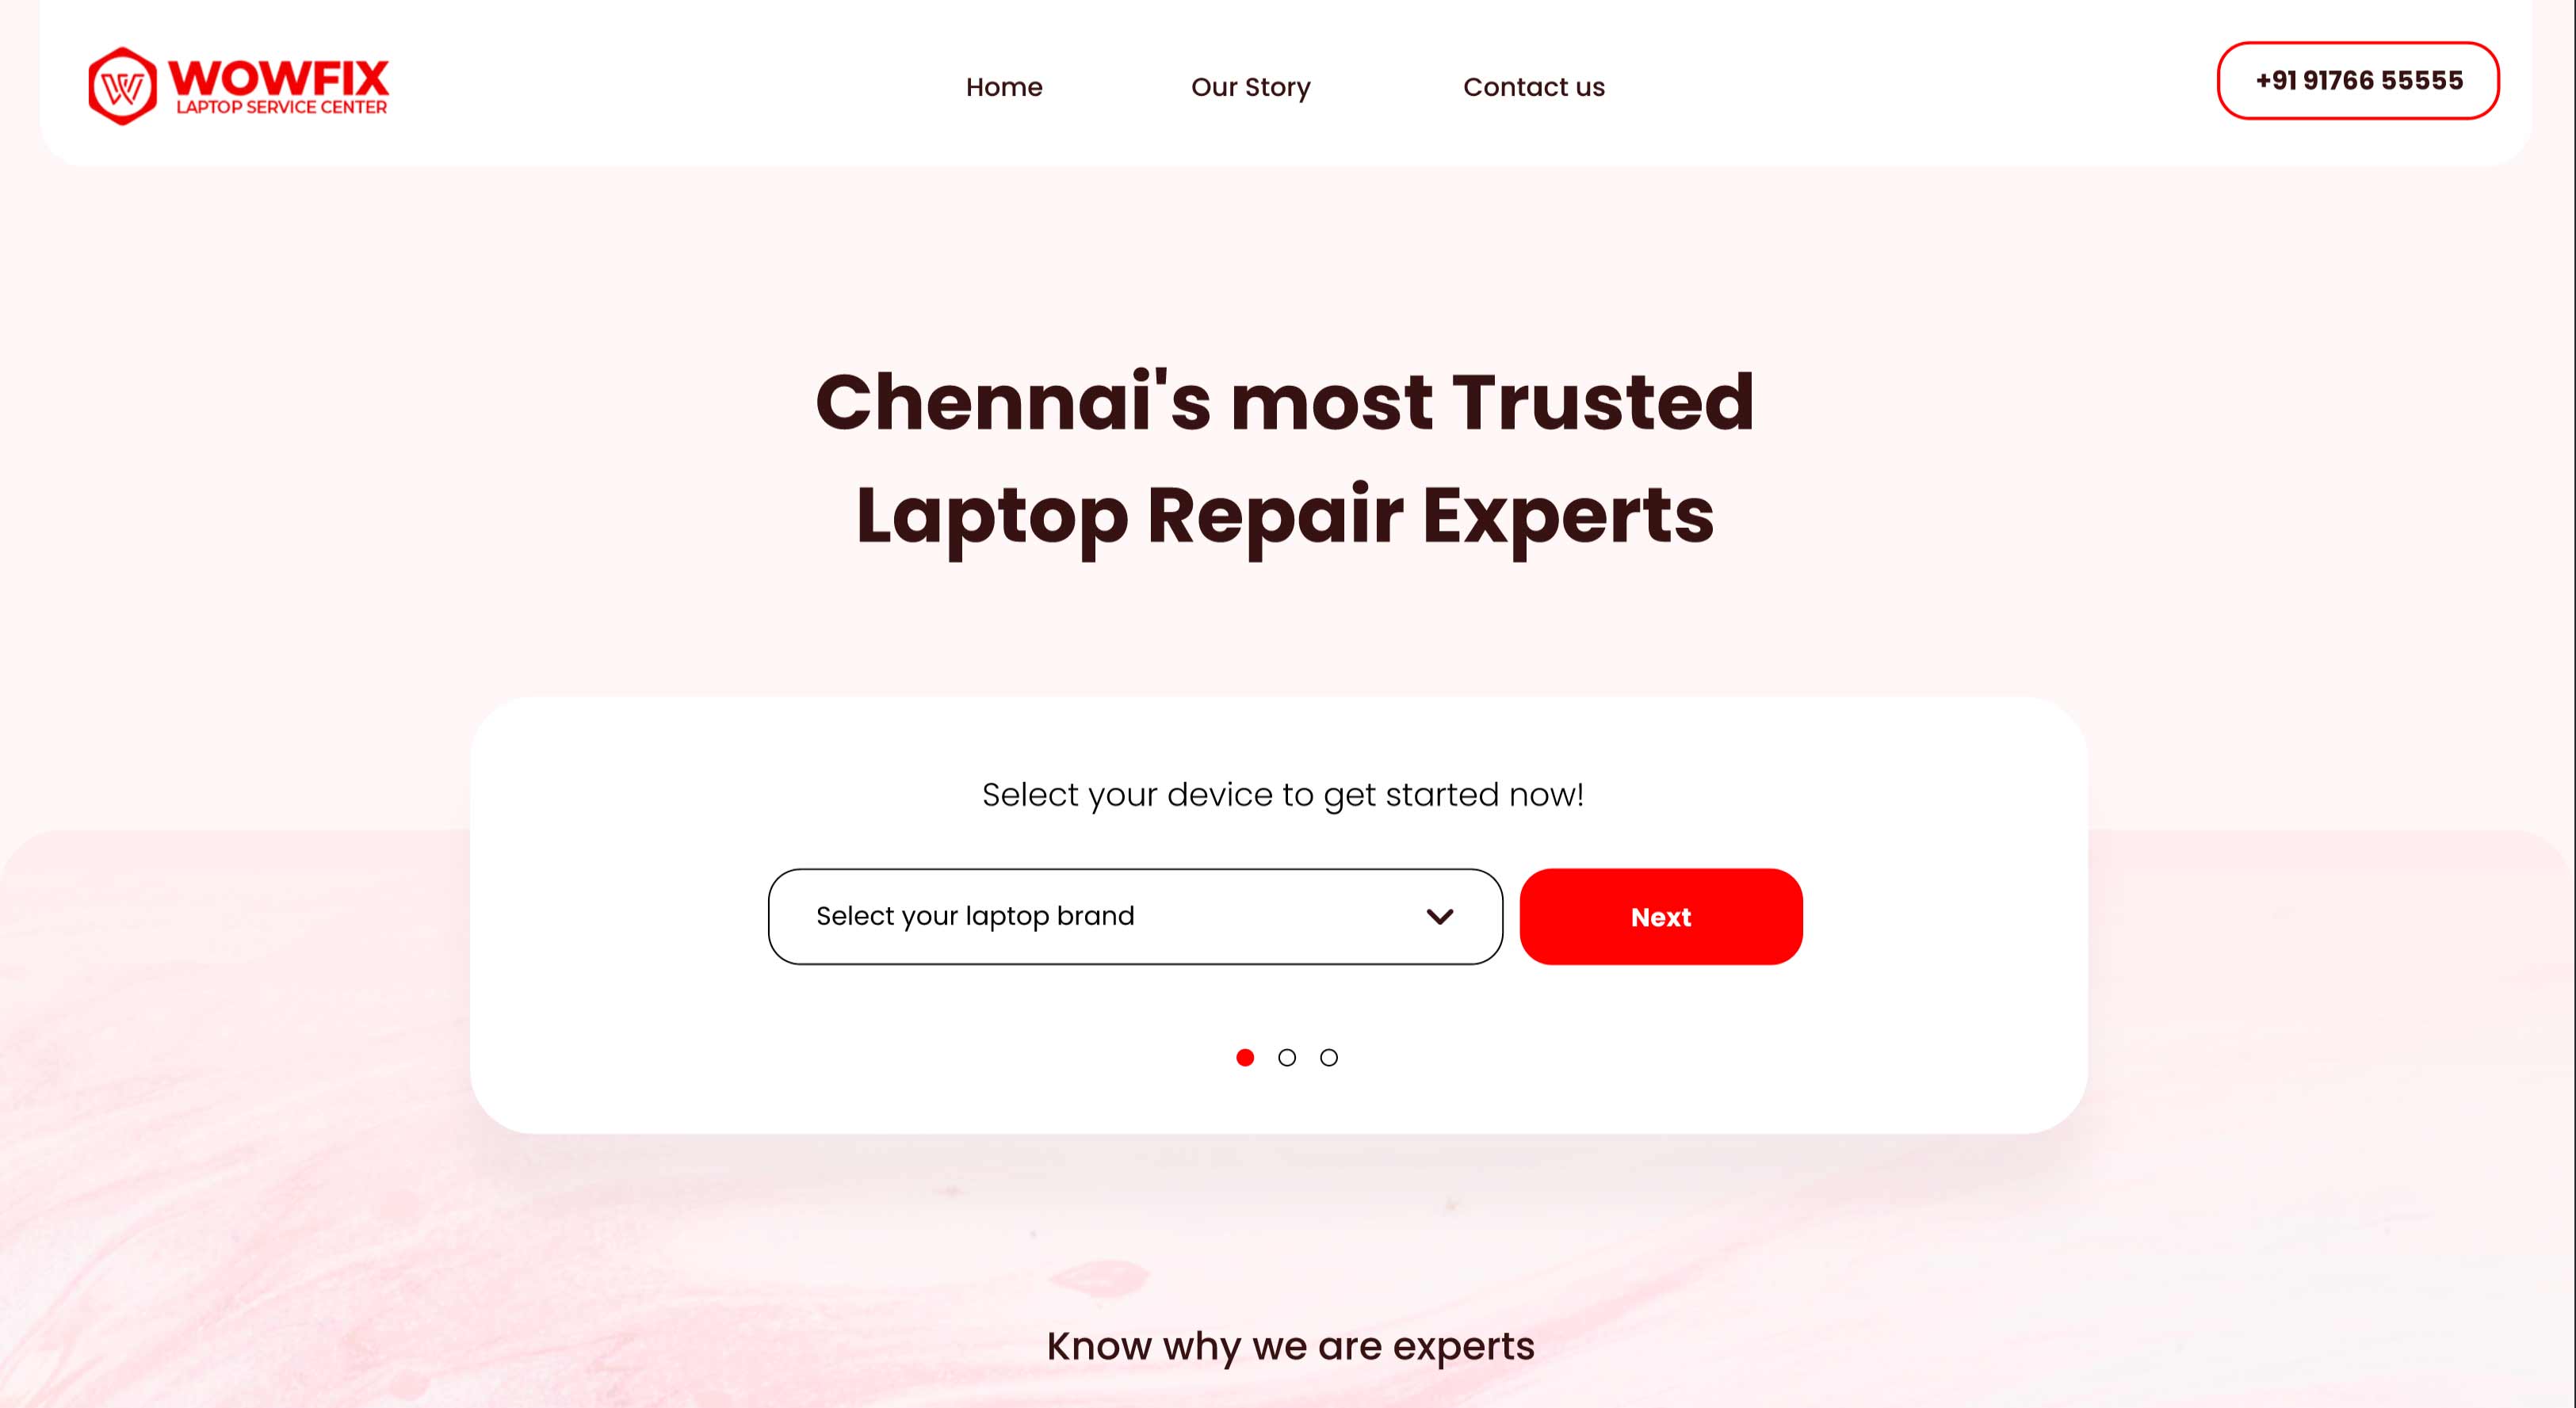 WOWFIX
LAPTOP SERVICE CENTER
Home
Our Story
Contact us
+91 91766 55555
Chennai's most Trusted
Laptop Repair Experts
Select your device to get started now!
Select your laptop brand
Next
Know why we are experts